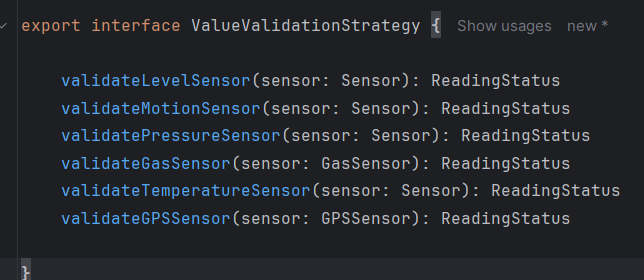 export interface ValueValidationStrategy { Show usages new *
validateLevelSensor(sensor: Sensor): ReadingStatus
validateMotionSensor(sensor: Sensor): ReadingStatus
validatePressureSensor(sensor: Sensor): ReadingStatus
validateGasSensor(sensor: GasSensor): ReadingStatus
validateTemperatureSensor(sensor: Sensor): ReadingStatus
validateGPSSensor(sensor: GPSSensor): ReadingStatus
}